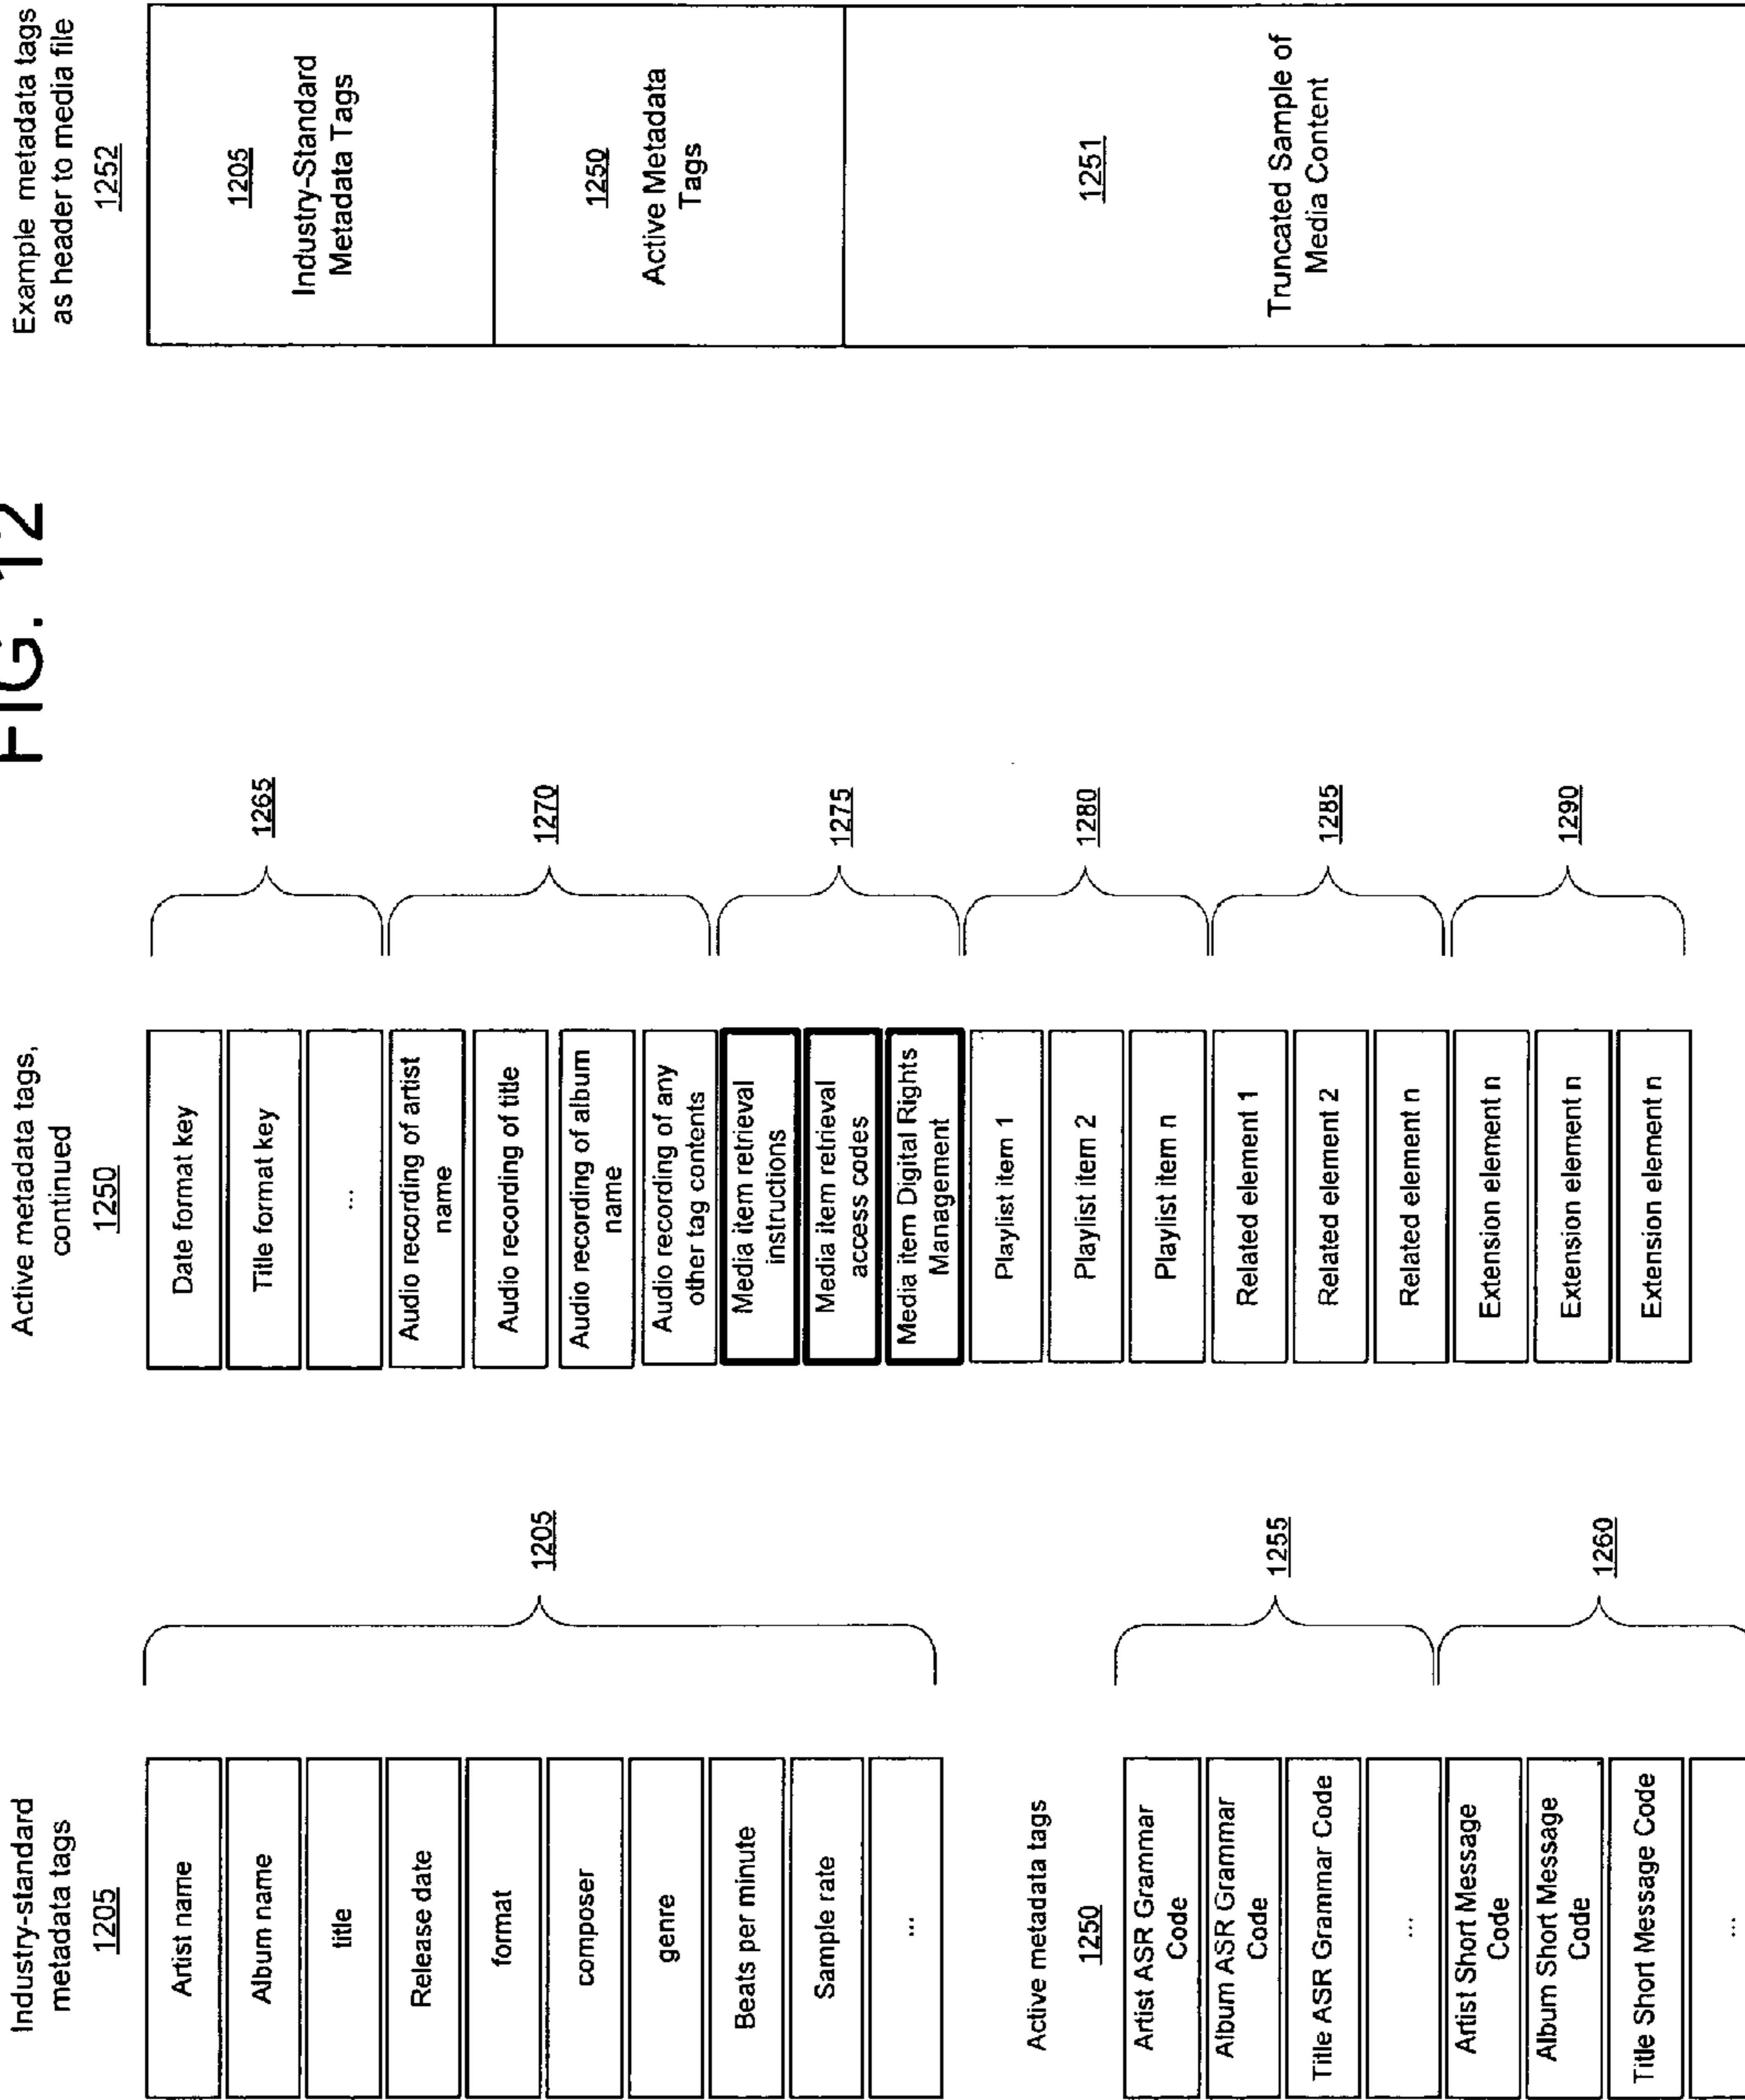 FIG. 12
Industry-standard
metadata tags
1205
Artist name
Album name
title
Release date
format
composer
genre
Beats per minute
Sample rate
...
1205
Active metadata tags
1250
Artist ASR Grammar
Code
Album ASR Grammar
Code
Title ASR Grammar Code
...
Artist Short Message
Code
Album Short Message
Code
Title Short Message Code
...
1255
1260
Active metadata tags,
continued
1250
Date format key
Title format key
...
Audio recording of artist
name
Audio recording of title
Audio recording of album
name
Audio recording of any
other tag contents
Media item retrieval
instructions
Media item retrieval
access codes
Media item Digital Rights
Management
Playlist item 1
Playlist item 2
Playlist item n
Related element 1
Related element 2
Related element n
Extension element n
Extension element n
Extension element n
1265
1270
1275
1280
1285
1290
Example metadata tags
as header to media file
1252
1205
Industry-Standard
Metadata Tags
1250
Active Metadata
Tags
1251
Truncated Sample of
Media Content